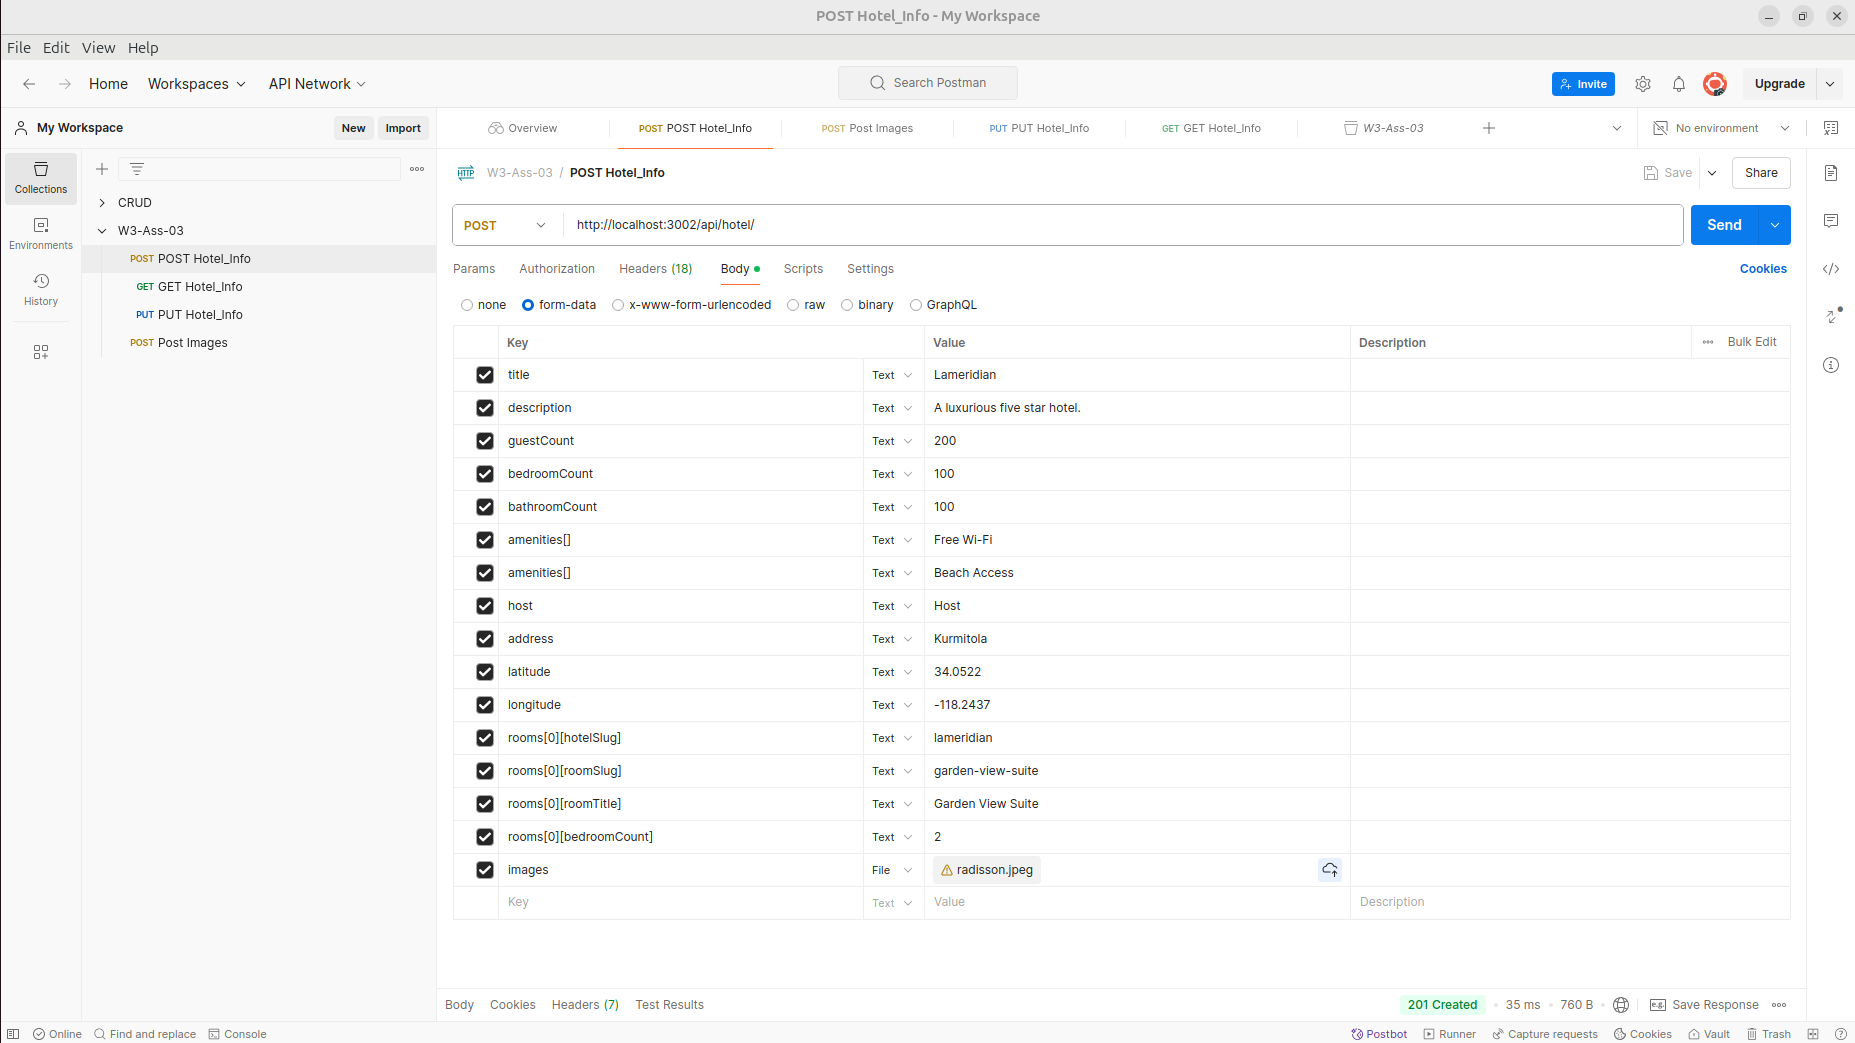 POST Hotel_Info - My Workspace
File Edit View Help
Home Workspaces API Network Search Postman Invite Upgrade
My Workspace New Import Overview POST POST Hotel_Info POST Post Images PUT PUT Hotel_Info GET GET Hotel_Info W3-Ass-03 No environment
Collections
Environments
History
CRUD
W3-Ass-03
POST POST Hotel_Info
GET GET Hotel_Info
PUT PUT Hotel_Info
POST Post Images
HTTP W3-Ass-03 / POST Hotel_Info Save Share
POST http://localhost:3002/api/hotel/ Send
Params Authorization Headers (18) Body Scripts Settings Cookies
none form-data x-www-form-urlencoded raw binary GraphQL
Key Value Description Bulk Edit
title Text Lameridian
description Text A luxurious five star hotel.
guestCount Text 200
bedroomCount Text 100
bathroomCount Text 100
amenities[] Text Free Wi-Fi
amenities[] Text Beach Access
host Text Host
address Text Kurmitola
latitude Text 34.0522
longitude Text -118.2437
rooms[0][hotelSlug] Text lameridian
rooms[0][roomSlug] Text garden-view-suite
rooms[0][roomTitle] Text Garden View Suite
rooms[0][bedroomCount] Text 2
images File radisson.jpeg
Key Text Value Description
Body Cookies Headers (7) Test Results 201 Created 35 ms 760 B e.g. Save Response
Online Find and replace Console Postbot Runner Capture requests Cookies Vault Trash